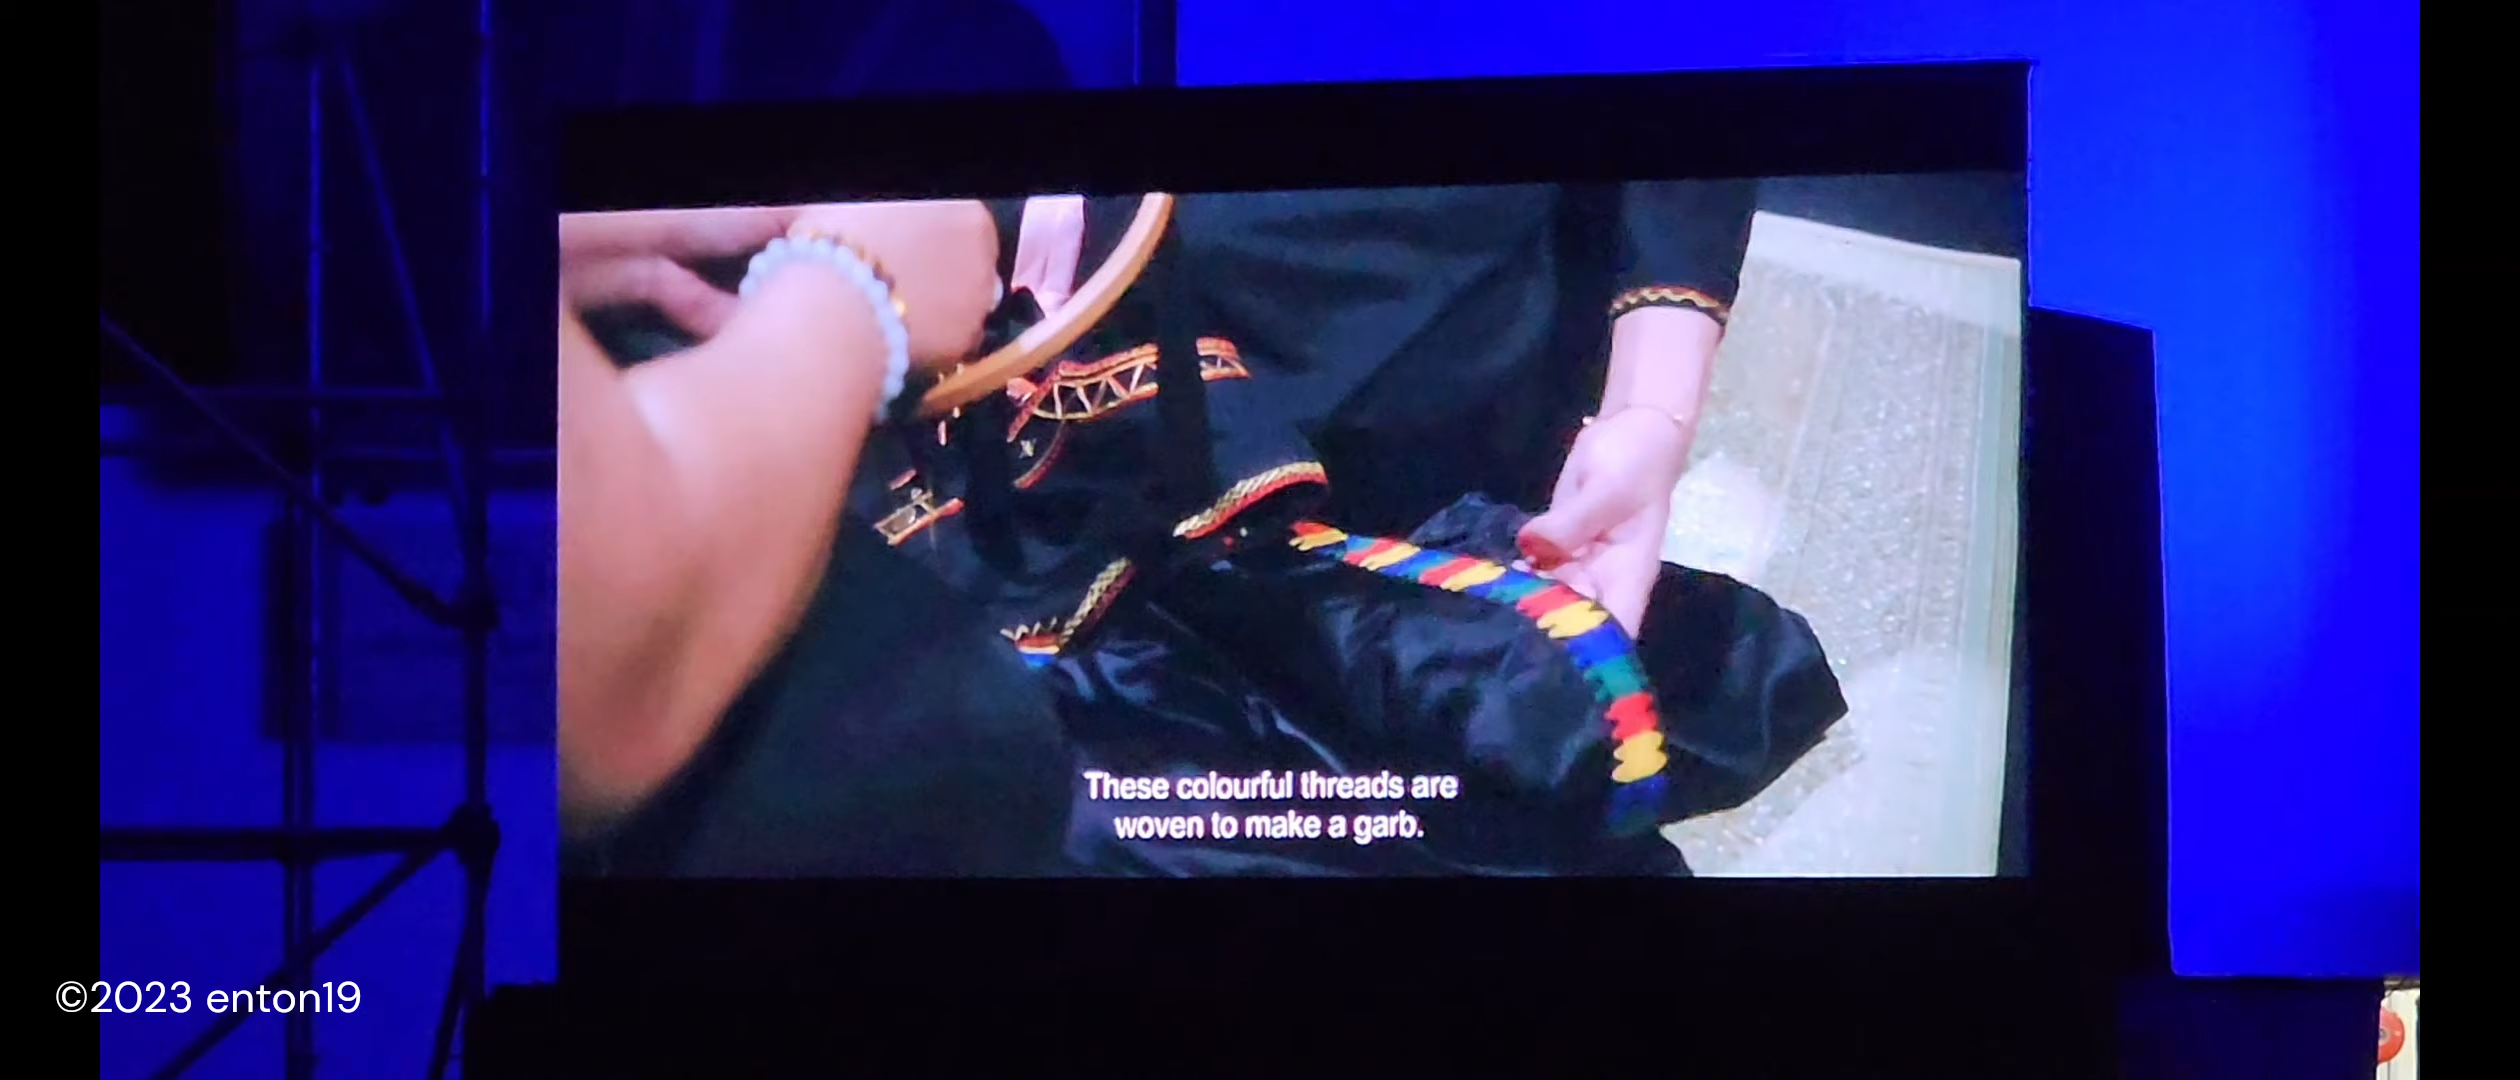 These colourful threads are
woven to make a garb.
©2023 enton19